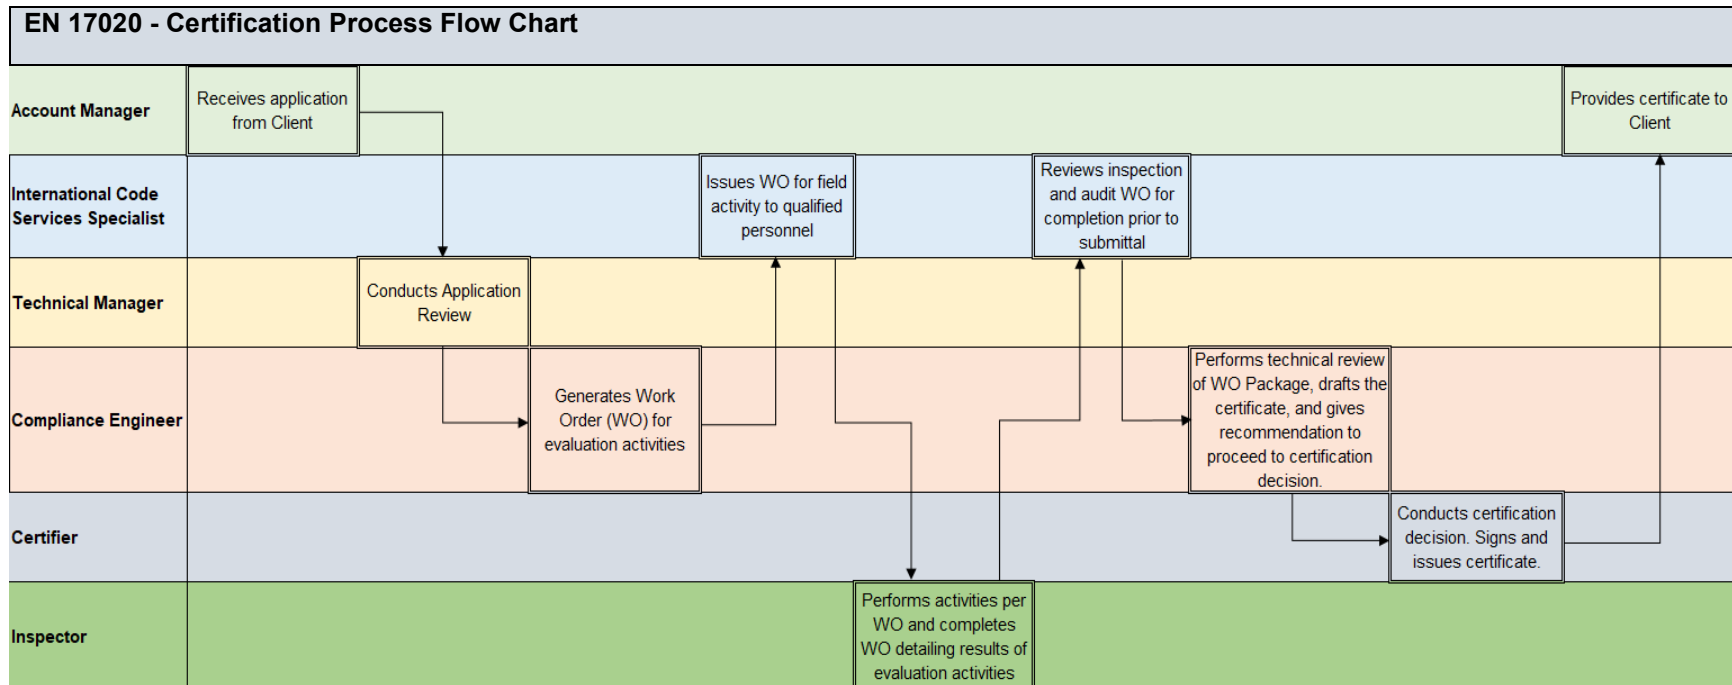 EN 17020 - Certification Process Flow Chart
Account Manager
Receives application
from Client
Provides certificate to
Client
International Code
Services Specialist
Issues WO for field
activity to qualified
personnel
Reviews inspection
and audit WO for
completion prior to
submittal
Technical Manager
Conducts Application
Review
Compliance Engineer
Generates Work
Order (WO) for
evaluation activities
Performs technical review
of WO Package, drafts the
certificate, and gives
recommendation to
proceed to certification
decision.
Certifier
Conducts certification
decision. Signs and
issues certificate.
Inspector
Performs activities per
WO and completes
WO detailing results of
evaluation activities